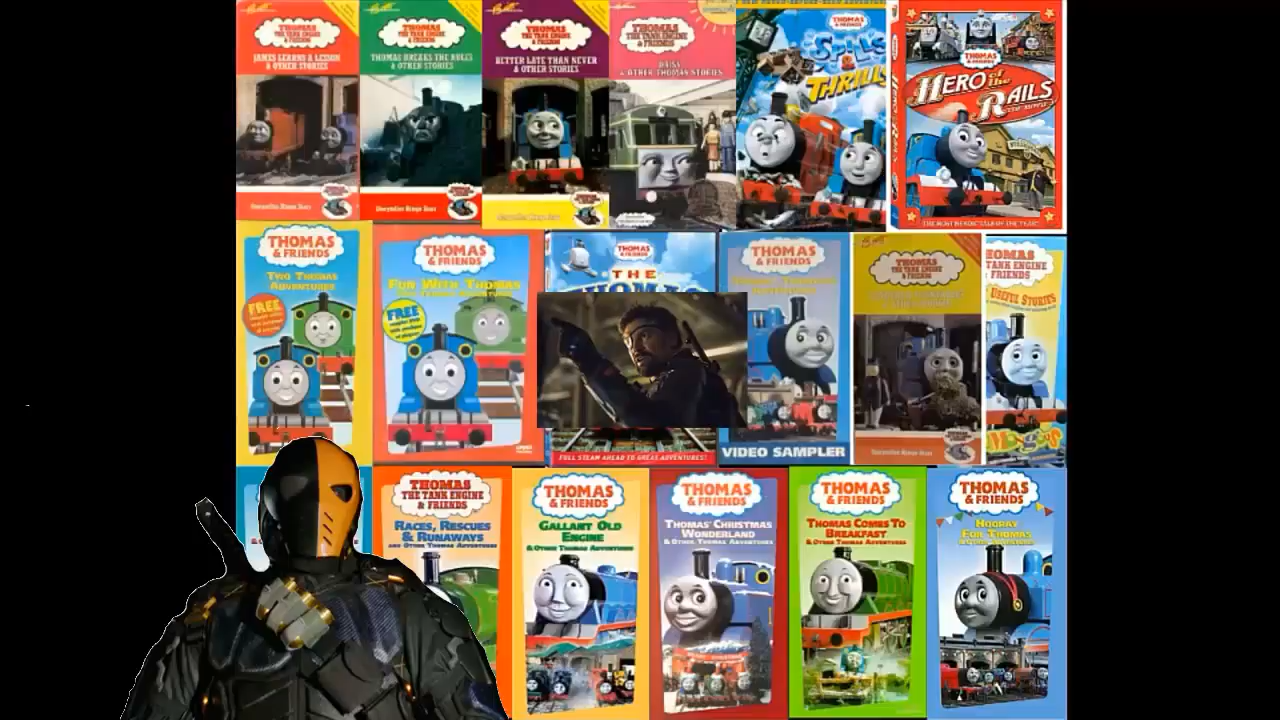 THOMAS
THE TANK ENGINE
& FRIENDS
JAMES LEARNS A LESSON
& OTHER STORIES
THOMAS
THE TANK ENGINE
& FRIENDS
THOMAS BREAKS THE RULES
& OTHER STORIES
THOMAS
THE TANK ENGINE
& FRIENDS
BETTER LATE THAN NEVER
& OTHER STORIES
THOMAS
THE TANK ENGINE
& FRIENDS
DAISY
& OTHER THOMAS STORIES
THOMAS
& FRIENDS
SPILLS
&
THRILLS
THOMAS
& FRIENDS
HERO of the
RAILS
THE MOVIE
THOMAS
& FRIENDS
TWO THOMAS
ADVENTURES
FREE
THOMAS
& FRIENDS
FUN WITH THOMAS
FREE
THOMAS
& FRIENDS
THE
FULL STEAM AHEAD TO GREAT ADVENTURES!
THOMAS
& FRIENDS
VIDEO SAMPLER
THOMAS
THE TANK ENGINE
& FRIENDS
THOMAS
TANK ENGINE
FRIENDS
USEFUL STORIES
THOMAS
THE TANK ENGINE
& FRIENDS
RACES, RESCUES
& RUNAWAYS
AND OTHER THOMAS ADVENTURES
THOMAS
& FRIENDS
GALLANT OLD
ENGINE
& OTHER THOMAS ADVENTURES
THOMAS
& FRIENDS
THOMAS' CHRISTMAS
WONDERLAND
& OTHER THOMAS ADVENTURES
THOMAS
& FRIENDS
THOMAS COMES TO
BREAKFAST
& OTHER THOMAS ADVENTURES
THOMAS
& FRIENDS
HOORAY
FOR THOMAS